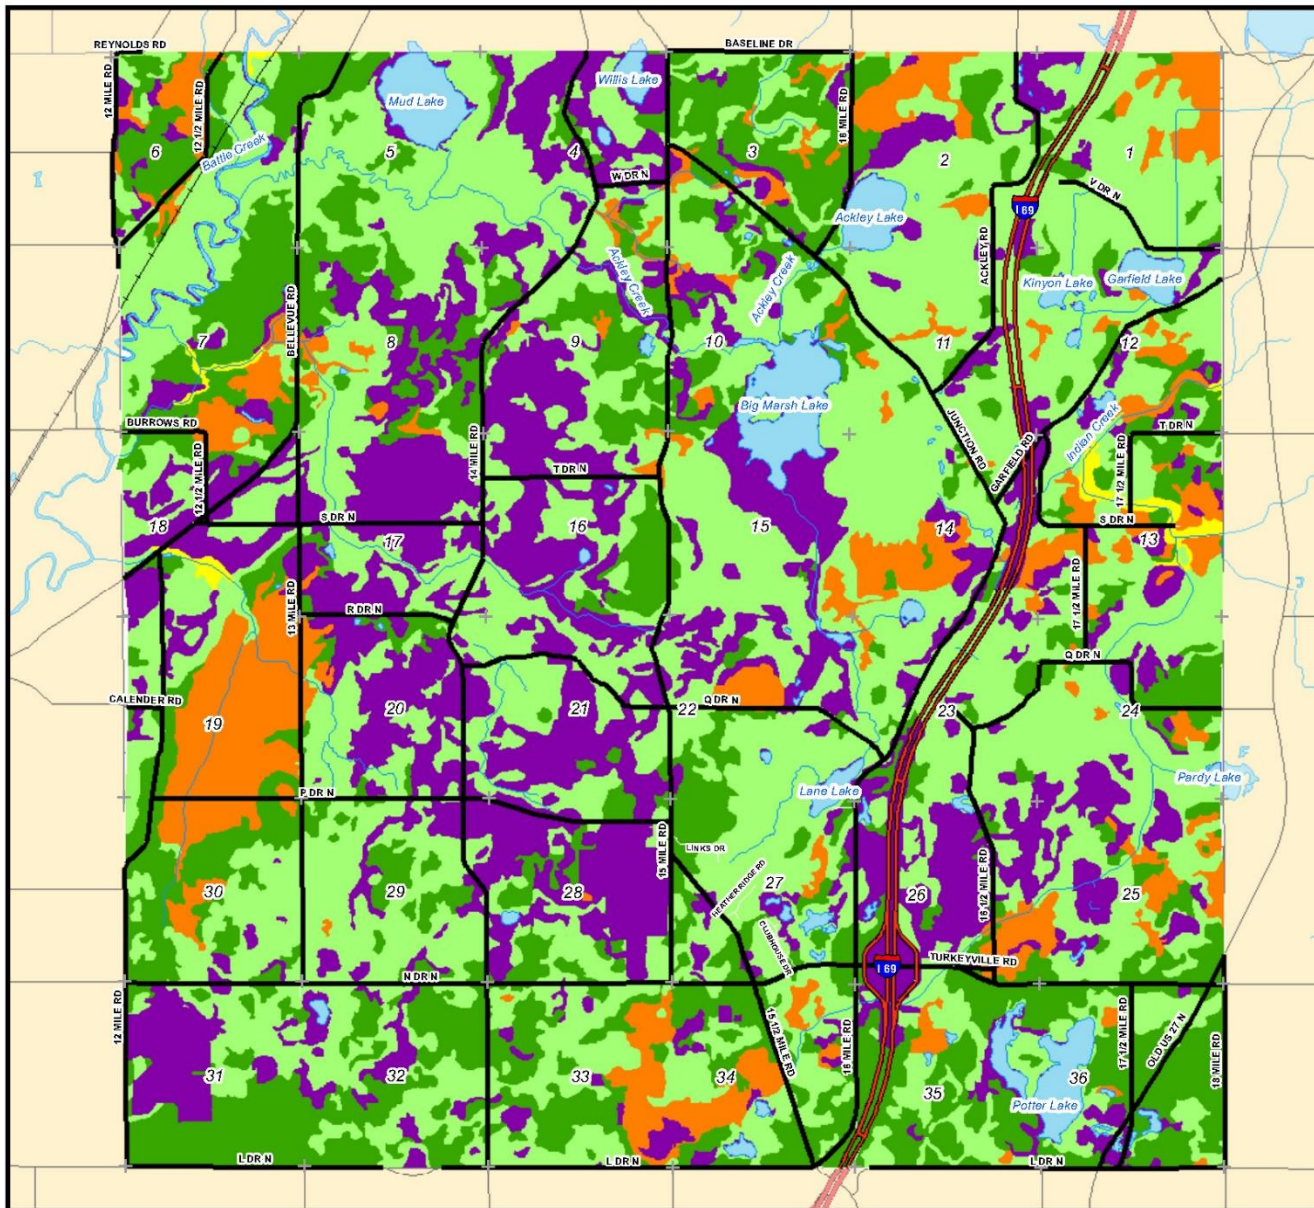 REYNOLDS RD
BASELINE DR
12 MILE RD
12 1/2 MILE RD
Battle Creek
Mud Lake
Willis Lake
16 MILE RD
6
5
4
3
2
1
W DR N
V DR N
Ackley Lake
I 69
ACKLEY RD
Ackley Creek
Ackley Creek
Kinyon Lake
Garfield Lake
BELLEVUE RD
7
8
9
10
11
12
Big Marsh Lake
BURROWS RD
12 1/2 MILE RD
14 MILE RD
T DR N
JUNCTION RD
GARFIELD RD
Indian Creek
17 1/2 MILE RD
T DR N
18
S DR N
17
16
15
14
S DR N
13
17 1/2 MILE RD
13 MILE RD
R DR N
Q DR N
CALENDER RD
19
20
21
22
Q DR N
23
24
Lane Lake
Pardy Lake
P DR N
15 MILE RD
LINKS DR
HEATHER RIDGE RD
16 1/2 MILE RD
30
29
28
27
26
25
CLUBHOUSE DR
TURKEYVILLE RD
I 69
N DR N
12 MILE RD
15 1/2 MILE RD
16 MILE RD
17 1/2 MILE RD
OLD US 27 N
18 MILE RD
31
32
33
34
35
36
Potter Lake
L DR N
L DR N
L DR N